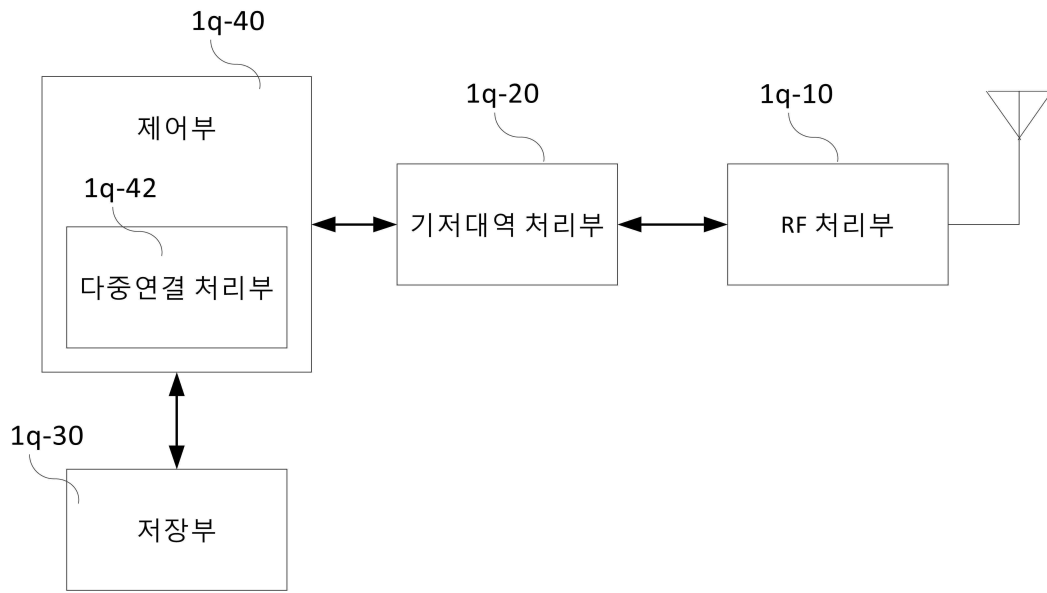 1q-40
제어부
1q-42
다중연결 처리부
1q-20
기저대역 처리부
1q-10
RF 처리부
1q-30
저장부